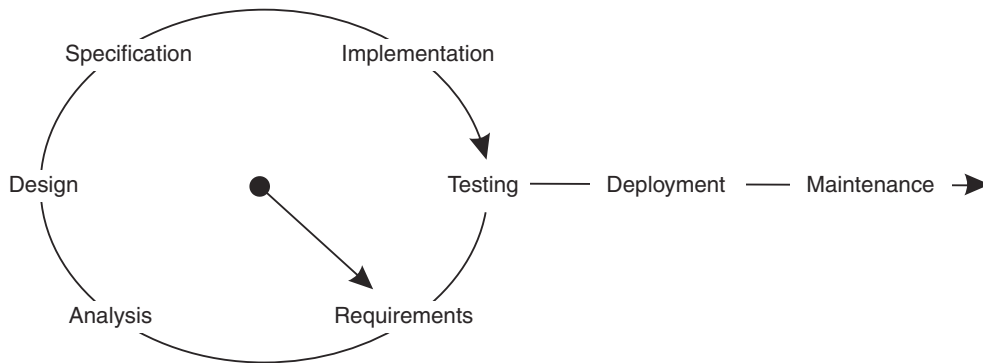 Specification
Implementation
Design
Testing
Deployment
Maintenance
Analysis
Requirements